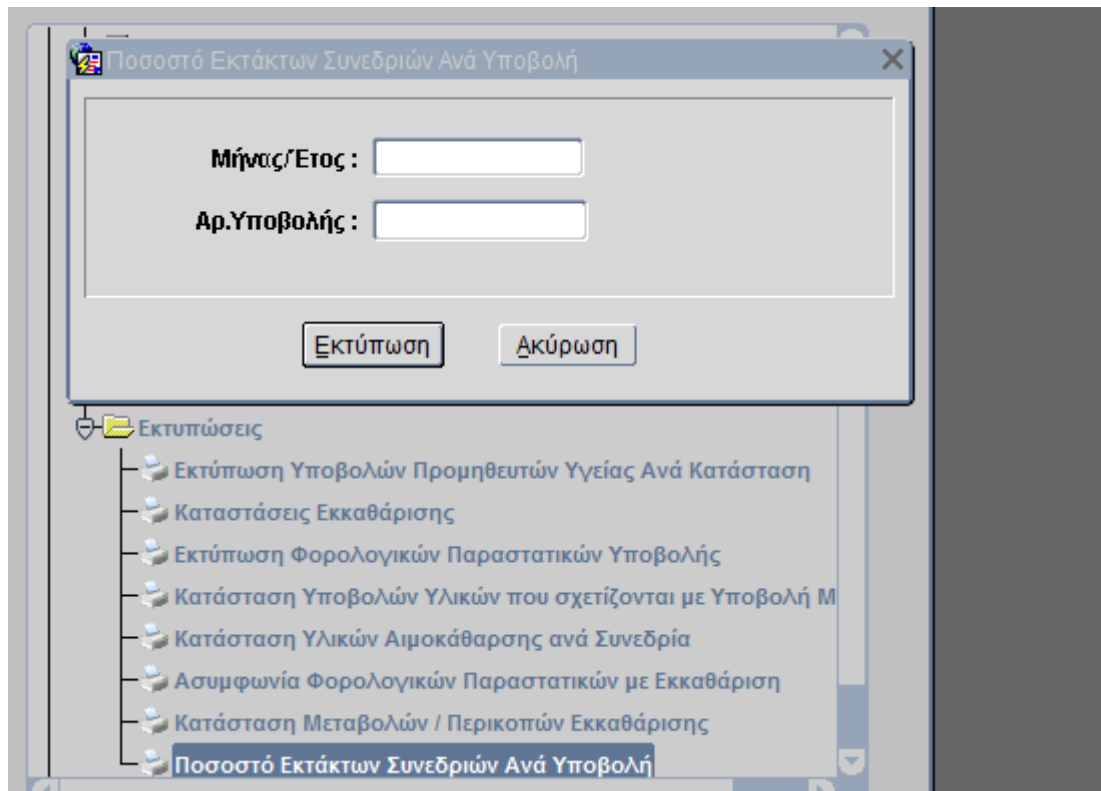 Ποσοστό Εκτάκτων Συνεδριών Ανά Υποβολή
Μήνας/Έτος :
Αρ.Υποβολής :
Εκτύπωση
Ακύρωση
Εκτυπώσεις
Εκτύπωση Υποβολών Προμηθευτών Υγείας Ανά Κατάσταση
Καταστάσεις Εκκαθάρισης
Εκτύπωση Φορολογικών Παραστατικών Υποβολής
Κατάσταση Υποβολών Υλικών που σχετίζονται με Υποβολή Μ
Κατάσταση Υλικών Αιμοκάθαρσης ανά Συνεδρία
Ασυμφωνία Φορολογικών Παραστατικών με Εκκαθάριση
Κατάσταση Μεταβολών / Περικοπών Εκκαθάρισης
Ποσοστό Εκτάκτων Συνεδριών Ανά Υποβολή